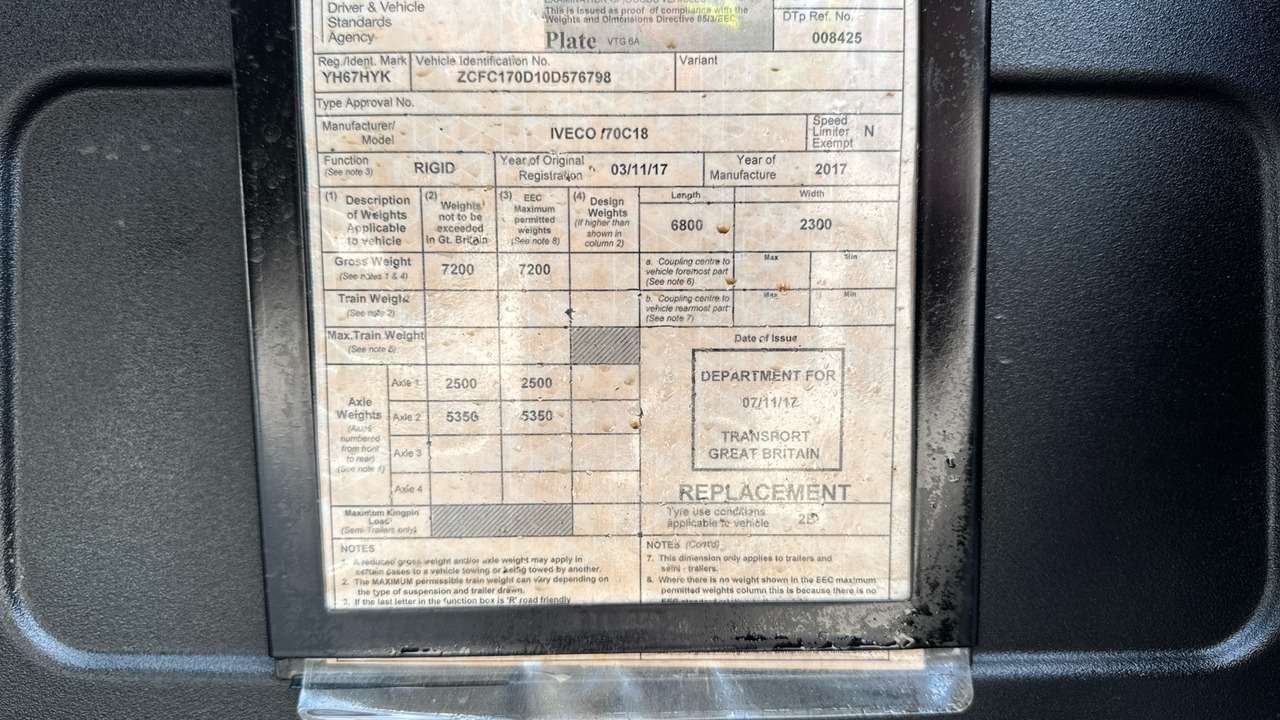 Driver & Vehicle
Standards
Agency
This is issued as proof of compliance with the
Weights and Dimensions Directive 85/3/EEC
Plate VTG 6A
DTp Ref. No.
008425
Reg./Ident. Mark
YH67HYK
Vehicle Identification No.
ZCFC170D10D576798
Variant
Type Approval No.
Manufacturer/
Model
IVECO 70C18
Speed
Limiter
Exempt
N
Function
(See note 3)
RIGID
Year of Original
Registration
03/11/17
Year of
Manufacture
2017
(1) Description
of Weights
Applicable
to vehicle
(2) Weights
not to be
exceeded
in Gt. Britain
(3) EEC
Maximum
permitted
weights
(See note 8)
(4) Design
Weights
(if higher than
shown in
column 2)
Length
6800
Width
2300
Gross Weight
(See notes 1 & 4)
7200
7200
a. Coupling centre to
vehicle foremost part
(See note 6)
Max
Min
Train Weight
(See note 2)
b. Coupling centre to
vehicle rearmost part
(See note 7)
Max
Min
Max.Train Weight
(See note 5)
Date of Issue
DEPARTMENT FOR
07/11/17
TRANSPORT
GREAT BRITAIN
Axle
Weights
(Axles
numbered
from front
to rear)
(See note 1)
Axle 1
2500
2500
Axle 2
5350
5350
Axle 3
Axle 4
REPLACEMENT
Maximum Kingpin
Load
(Semi-Trailers only)
Tyre use conditions
applicable to vehicle
NOTES
1. A reduced gross weight and/or axle weight may apply in
certain cases to a vehicle towing or being towed by another.
2. The MAXIMUM permissible train weight can vary depending on
the type of suspension and trailer drawn.
3. If the last letter in the function box is 'R' road friendly
NOTES (Cont'd)
7. This dimension only applies to trailers and
semi - trailers.
8. Where there is no weight shown in the EEC maximum
permitted weights column this is because there is no